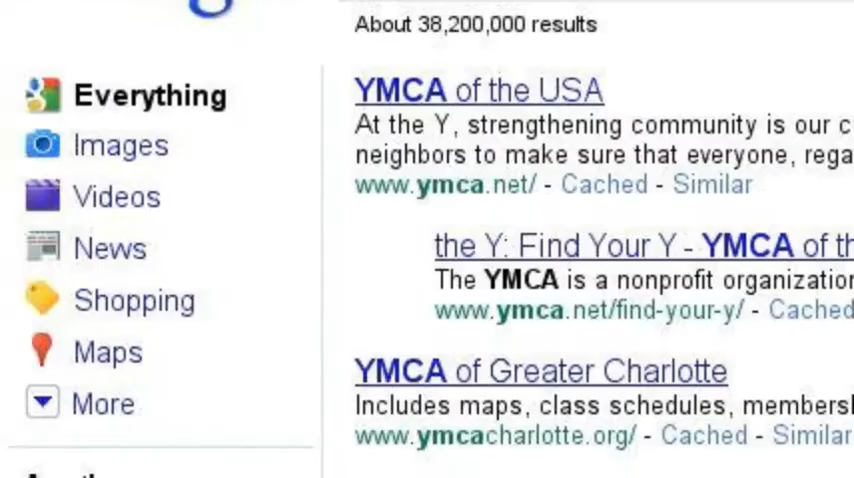 About 38,200,000 results
Everything
Images
Videos
News
Shopping
Maps
More
YMCA of the USA
At the Y, strengthening community is our c
neighbors to make sure that everyone, rega
www.ymca.net/ - Cached - Similar
the Y: Find Your Y - YMCA of th
The YMCA is a nonprofit organization
www.ymca.net/find-your-y/ - Cached
YMCA of Greater Charlotte
Includes maps, class schedules, membersh
www.ymcacharlotte.org/ - Cached - Similar